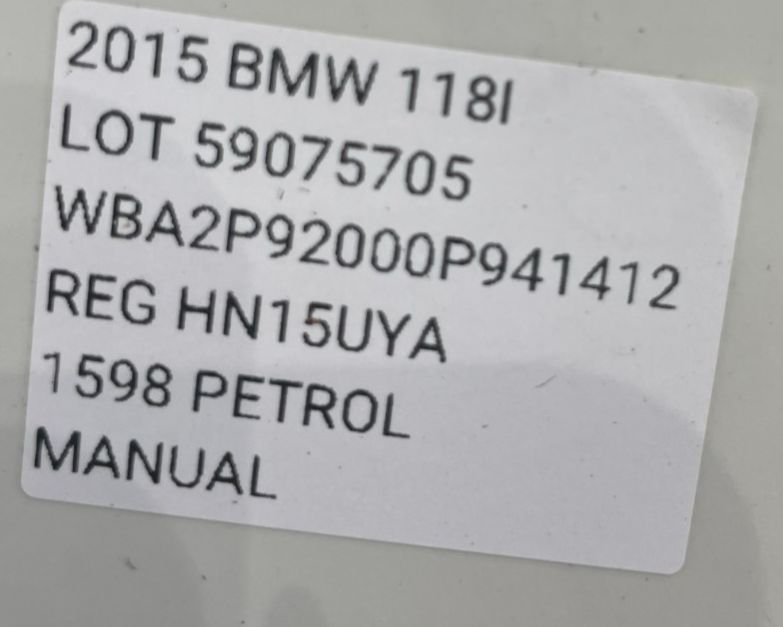 2015 BMW 118I
LOT 59075705
WBA2P92000P941412
REG HN15UYA
1598 PETROL
MANUAL